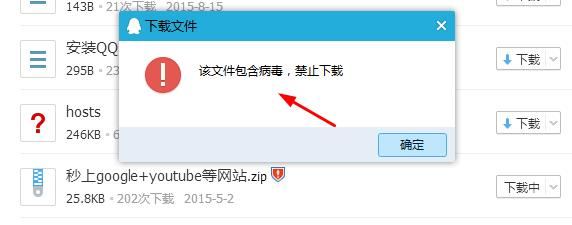 143B • 21次下载 2015-8-15
下载
下载文件
该文件包含病毒，禁止下载
确定
安装QQ
295B • 23
下载
hosts
246KB •
下载
秒上google+youtube等网站.zip
25.8KB • 202次下载 2015-5-2
下载中